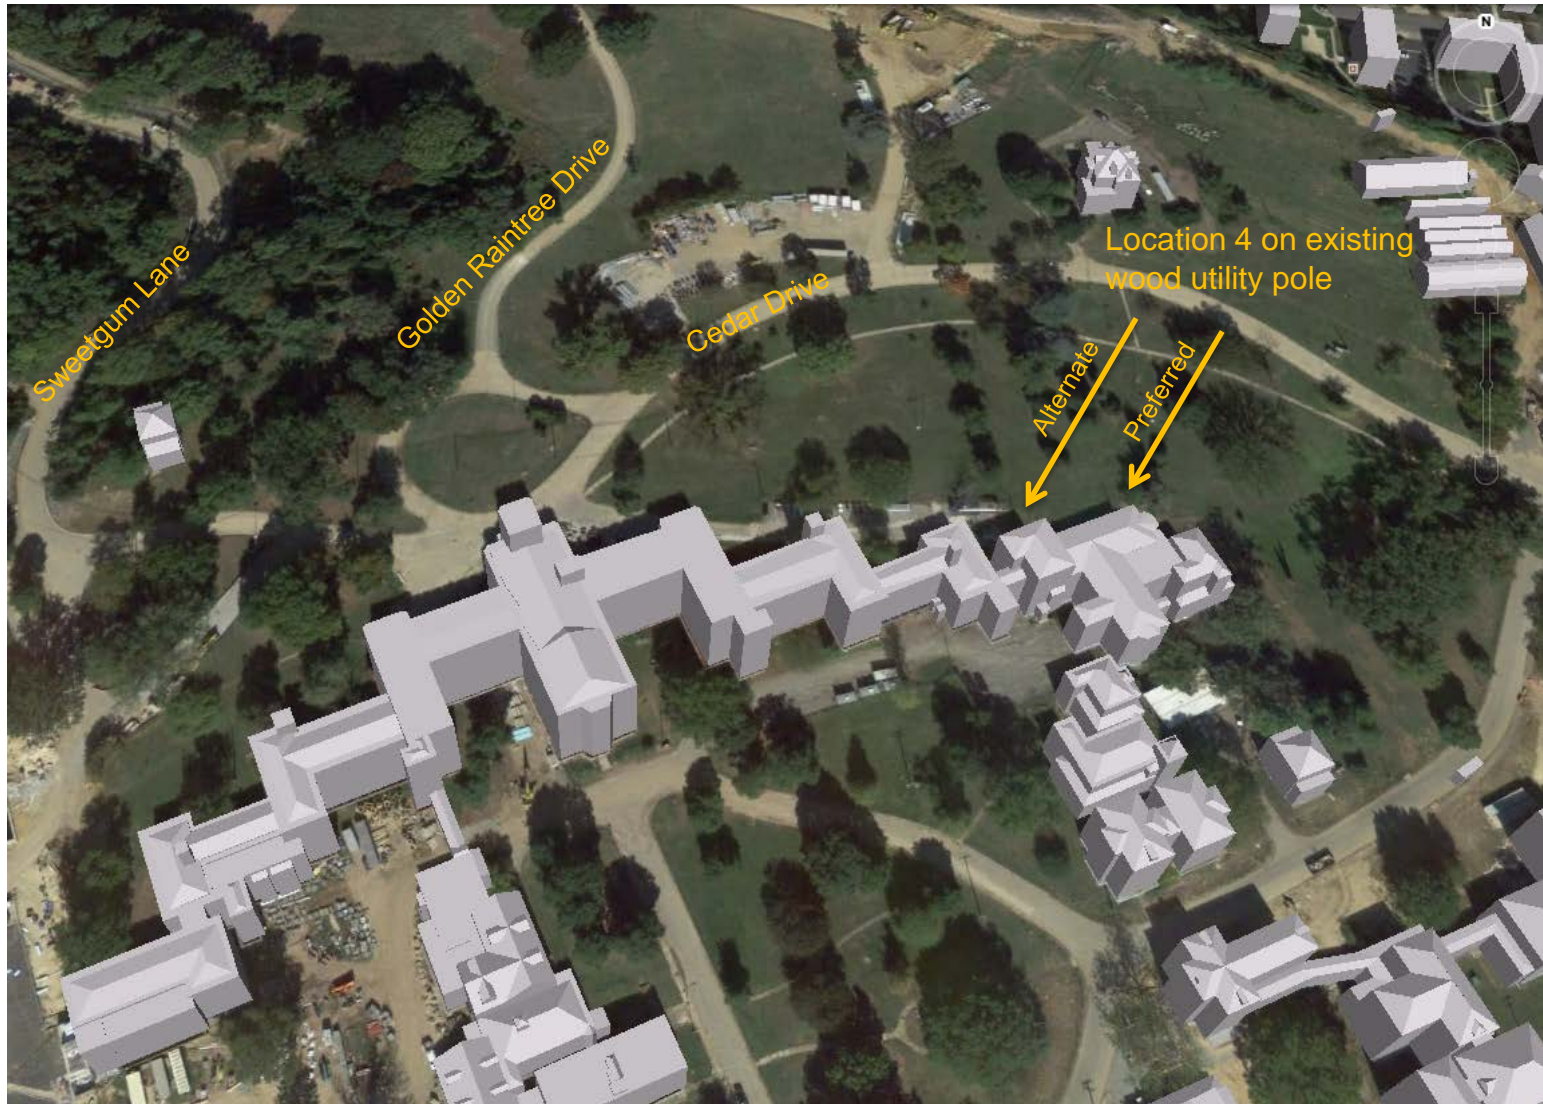 N
Sweetgum Lane
Golden Raintree Drive
Cedar Drive
Location 4 on existing
wood utility pole
Alternate
Preferred